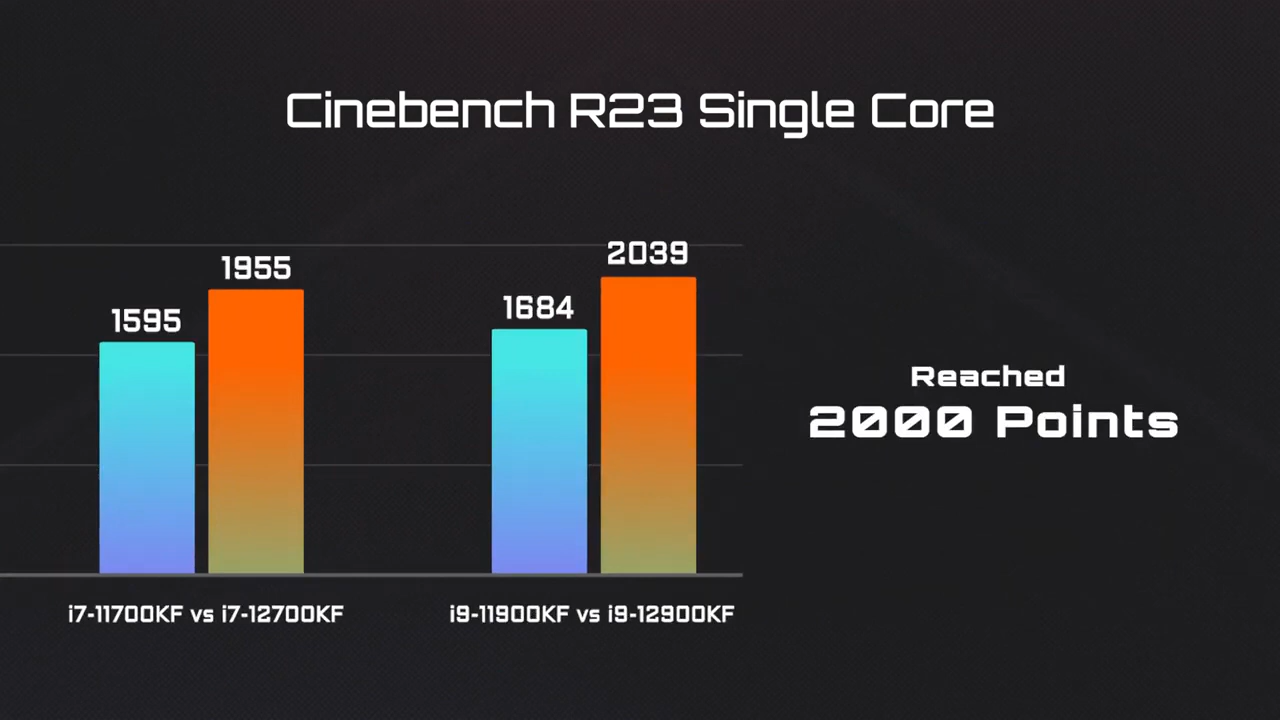 Cinebench R23 Single Core
1595
1955
1684
2039
Reached
2000 Points
i7-11700KF vs i7-12700KF
i9-11900KF vs i9-12900KF